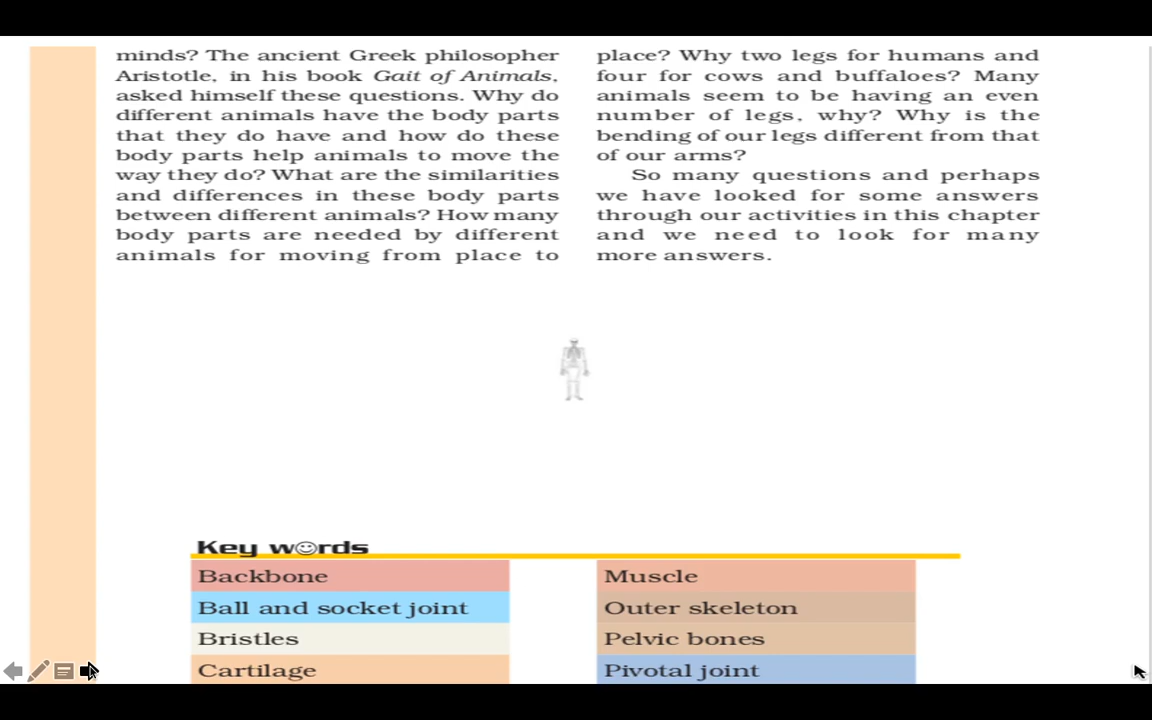 minds? The ancient Greek philosopher
Aristotle, in his book Gait of Animals,
asked himself these questions. Why do
different animals have the body parts
that they do have and how do these
body parts help animals to move the
way they do? What are the similarities
and differences in these body parts
between different animals? How many
body parts are needed by different
animals for moving from place to
place? Why two legs for humans and
four for cows and buffaloes? Many
animals seem to be having an even
number of legs, why? Why is the
bending of our legs different from that
of our arms?
So many questions and perhaps
we have looked for some answers
through our activities in this chapter
and we need to look for many
more answers.
Key words
Backbone
Ball and socket joint
Bristles
Cartilage
Muscle
Outer skeleton
Pelvic bones
Pivotal joint